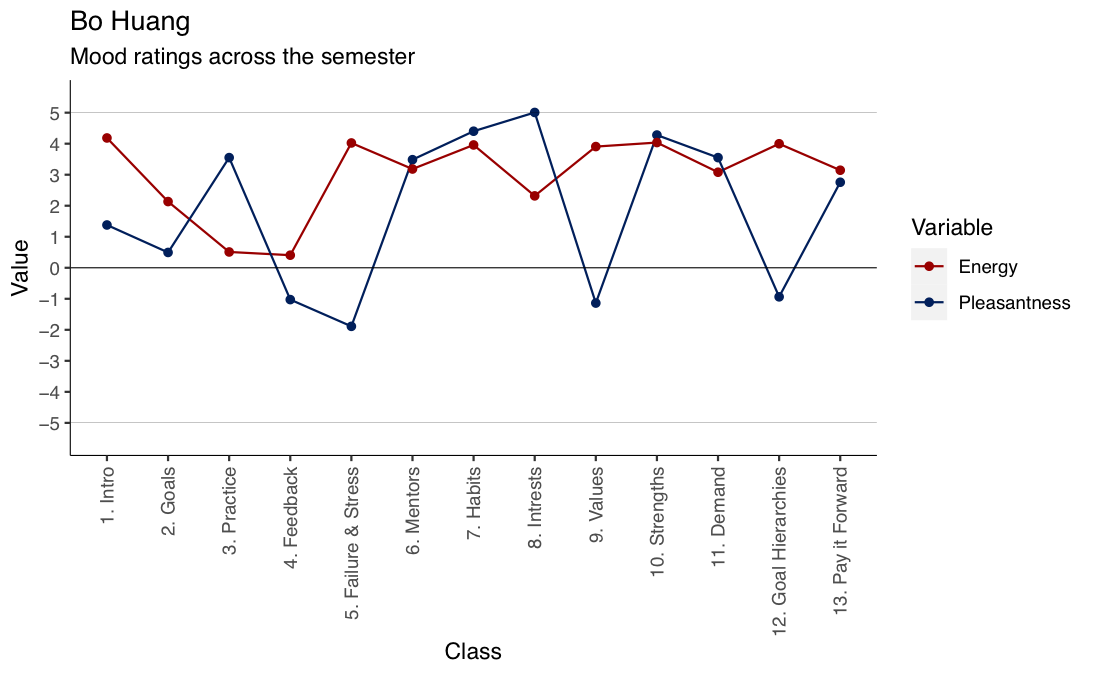 Bo Huang
Mood ratings across the semester
Value
5
4
3
2
1
0
−1
−2
−3
−4
−5
1. Intro
2. Goals
3. Practice
4. Feedback
5. Failure & Stress
6. Mentors
7. Habits
8. Intrests
9. Values
10. Strengths
11. Demand
12. Goal Hierarchies
13. Pay it Forward
Class
Variable
Energy
Pleasantness